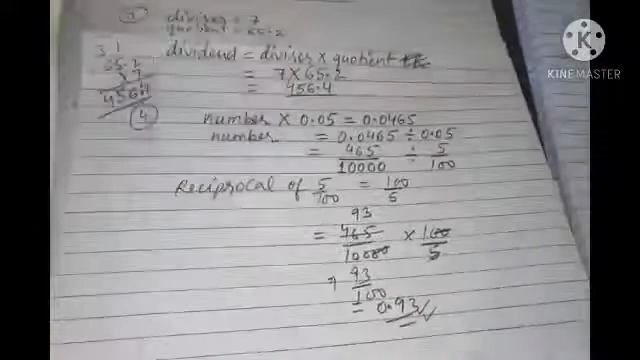 ③
divisor = 7
quotient = 65.2
dividend = divisor x quotient
= 7 X 65.2
= 456.4
3 1
65.2
X 7
456.4
④
number X 0.05 = 0.0465
number = 0.0465 ÷ 0.05
= 465/10000 ÷ 5/100
Reciprocal of 5/100 = 100/5
93
= 465/10000 X 100/5
= 93/100
= 0.93
K
KINEMASTER